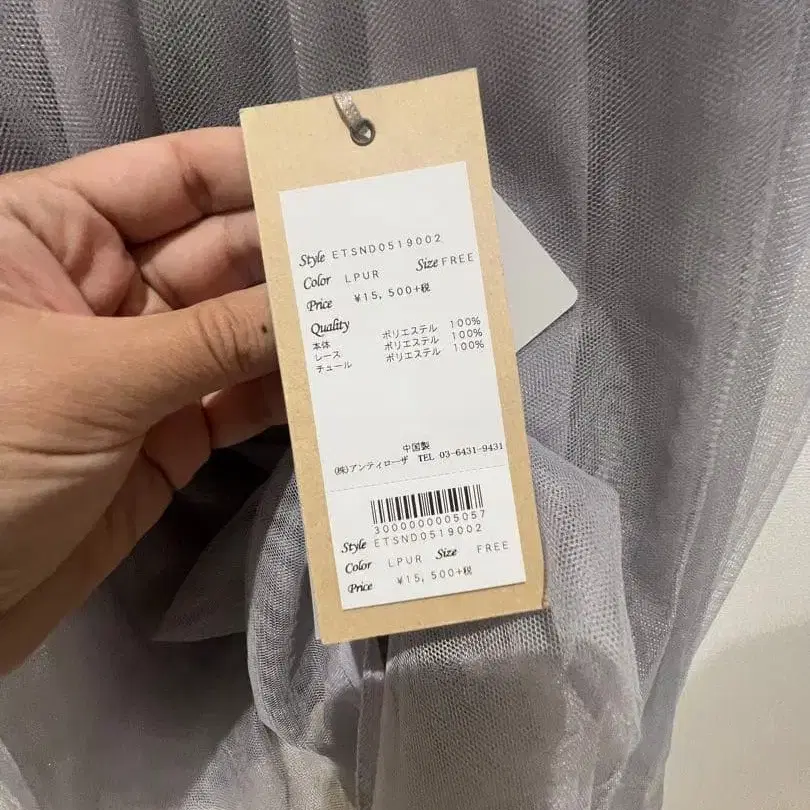 Style ETSND0519002
Color LPUR Size FREE
Price ¥15,500+税
Quality
本体 ポリエステル 100%
レース ポリエステル 100%
チュール ポリエステル 100%
中国製
(株)アンティローザ TEL 03-6431-9431
3000000005057
Style ETSND0519002
Color LPUR Size FREE
Price ¥15,500+税